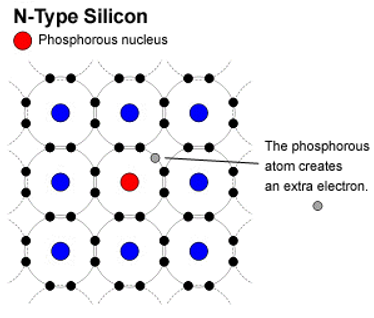 N-Type Silicon
Phosphorous nucleus
The phosphorous
atom creates
an extra electron.